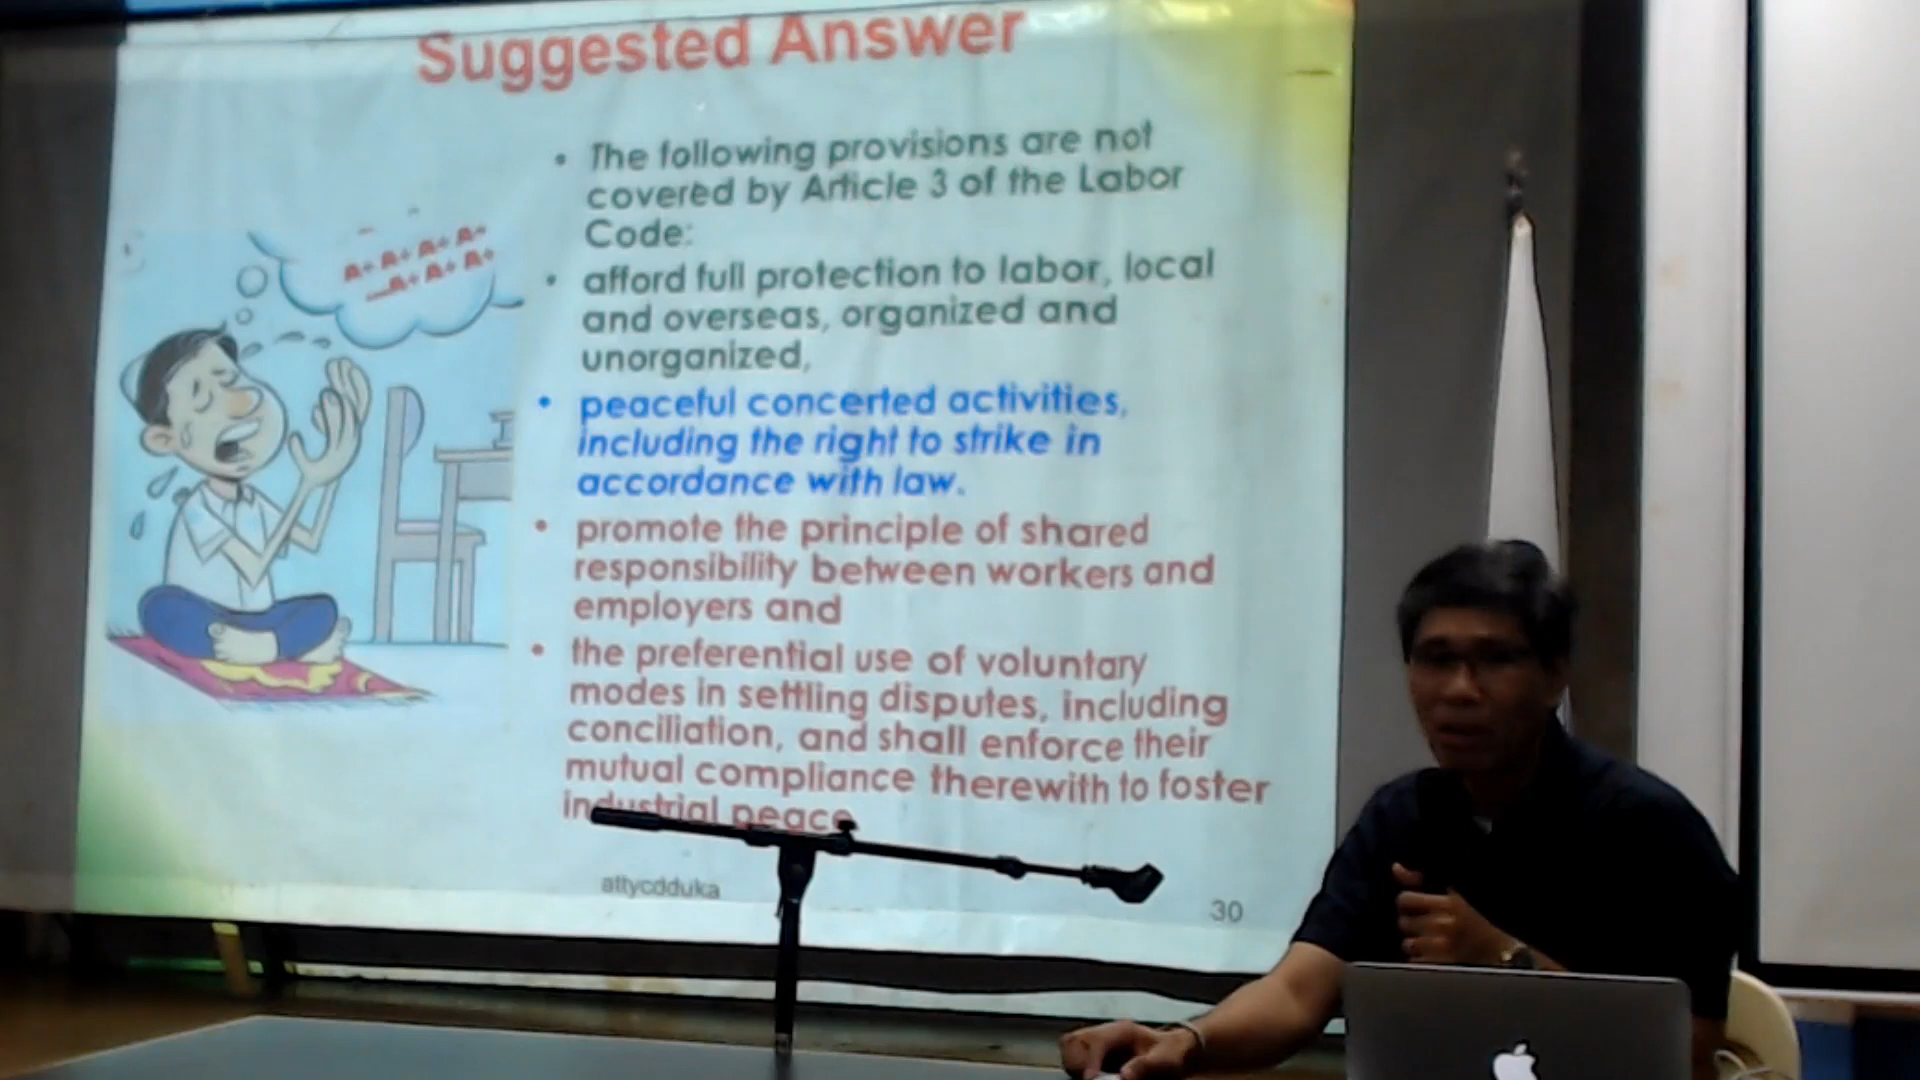 Suggested Answer
A+ A+ A+ A+
A+ A+ A+
• The following provisions are not
covered by Article 3 of the Labor
Code:
• afford full protection to labor, local
and overseas, organized and
unorganized,
• peaceful concerted activities,
including the right to strike in
accordance with law.
• promote the principle of shared
responsibility between workers and
employers and
• the preferential use of voluntary
modes in settling disputes, including
conciliation, and shall enforce their
mutual compliance therewith to foster
industrial peace
attycdduka
30